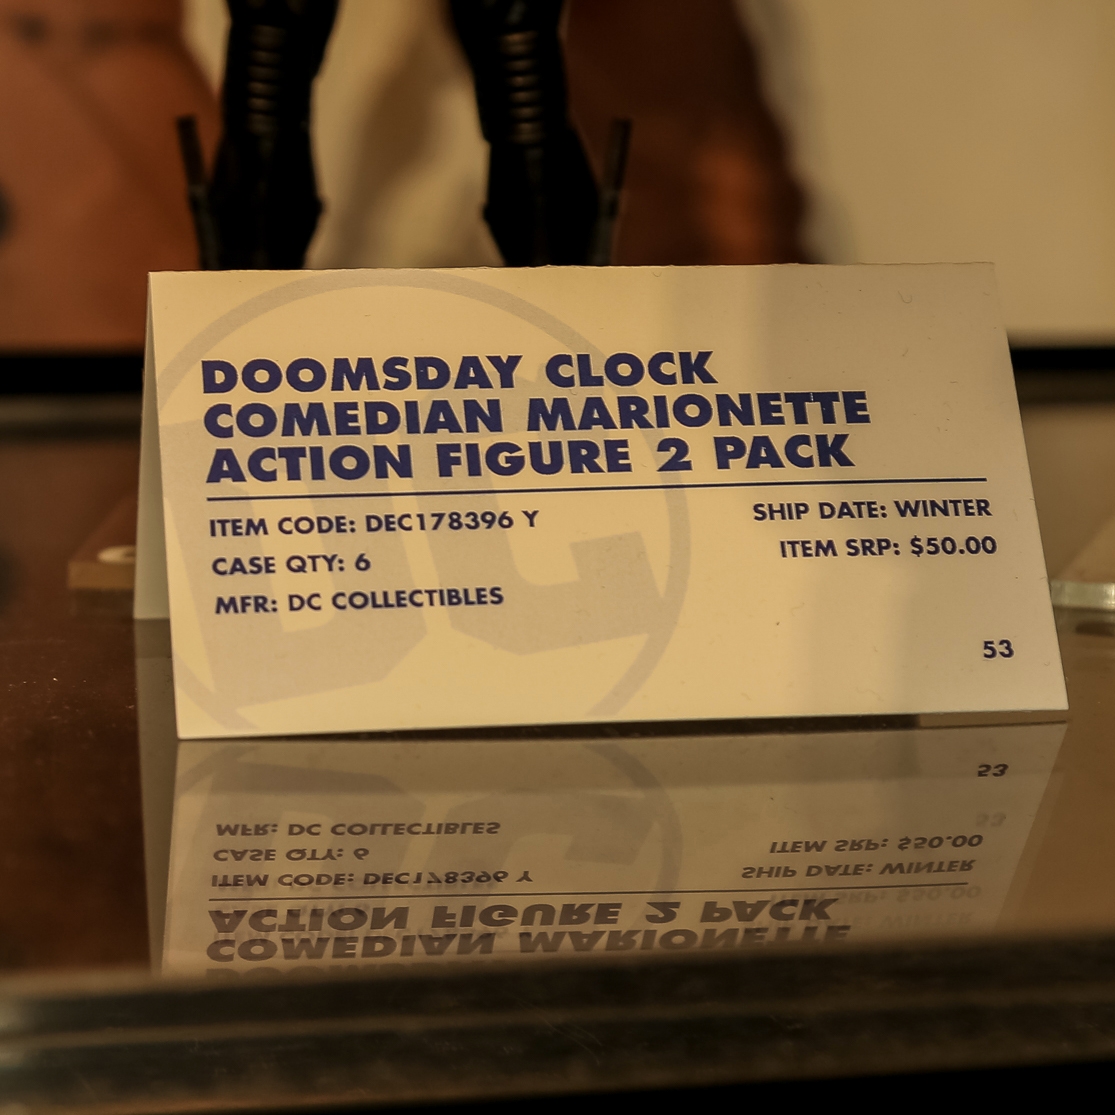 DOOMSDAY CLOCK
COMEDIAN MARIONETTE
ACTION FIGURE 2 PACK
ITEM CODE: DEC178396 Y
SHIP DATE: WINTER
CASE QTY: 6
ITEM SRP: $50.00
MFR: DC COLLECTIBLES
53
DC